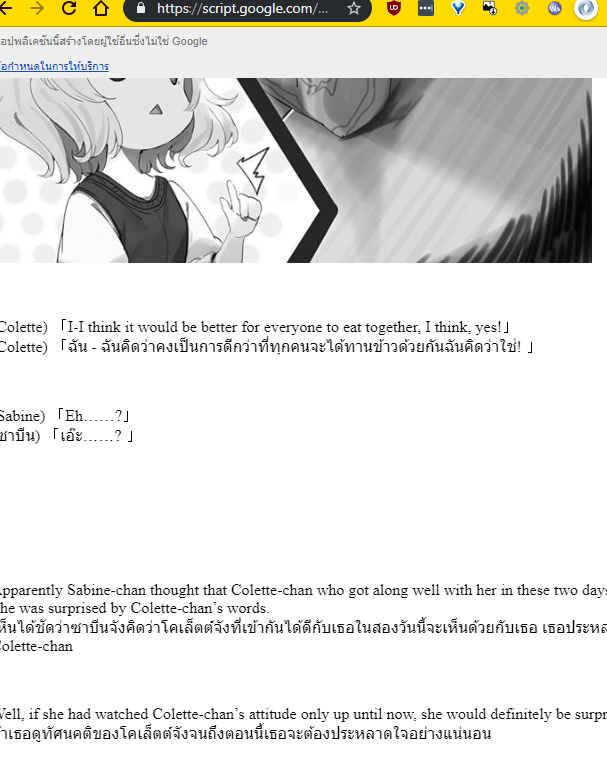 https://script.google.com/...
อปพลิเคชันนี้สร้างโดยผู้ใช้อื่นซึ่งไม่ใช่ Google
้อกำหนดในการให้บริการ
Colette) 「I-I think it would be better for everyone to eat together, I think, yes!」
Colette) 「ฉัน - ฉันคิดว่าคงเป็นการดีกว่าที่ทุกคนจะได้ทานข้าวด้วยกันฉันคิดว่าใช่! 」
Sabine) 「Eh……?」
ซาบีน) 「เอ๊ะ……? 」
pparently Sabine-chan thought that Colette-chan who got along well with her in these two days
he was surprised by Colette-chan's words.
ห็นได้ชัดว่าซาบีนจังคิดว่าโคเล็ตต์จังที่เข้ากันได้ดีกับเธอในสองวันนี้จะเห็นด้วยกับเธอ เธอประหล
Colette-chan
Well, if she had watched Colette-chan's attitude only up until now, she would definitely be surpr
้าเธอดูทัศนคติของโคเล็ตต์จังจนถึงตอนนี้เธอจะต้องประหลาดใจอย่างแน่นอน